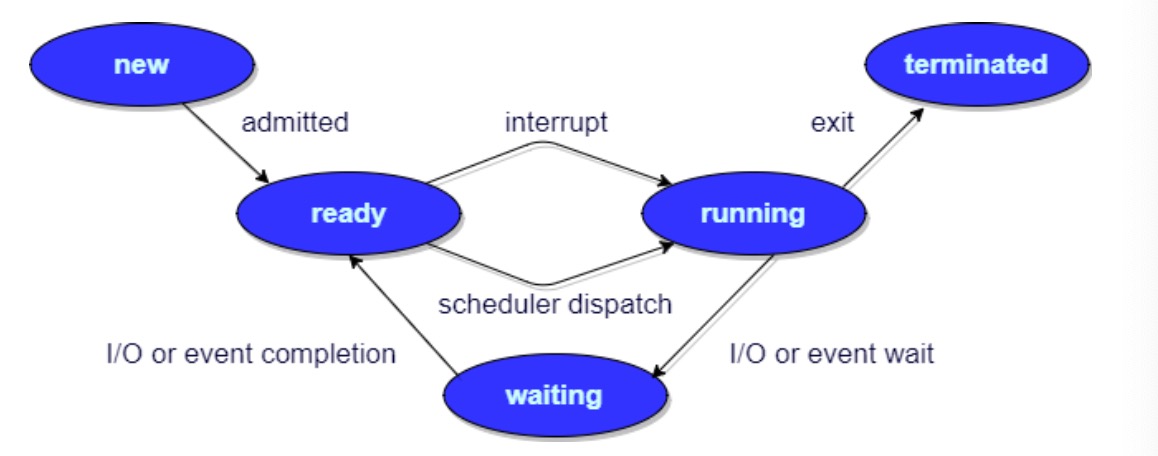 new
terminated
admitted
interrupt
exit
ready
running
scheduler dispatch
I/O or event completion
I/O or event wait
waiting